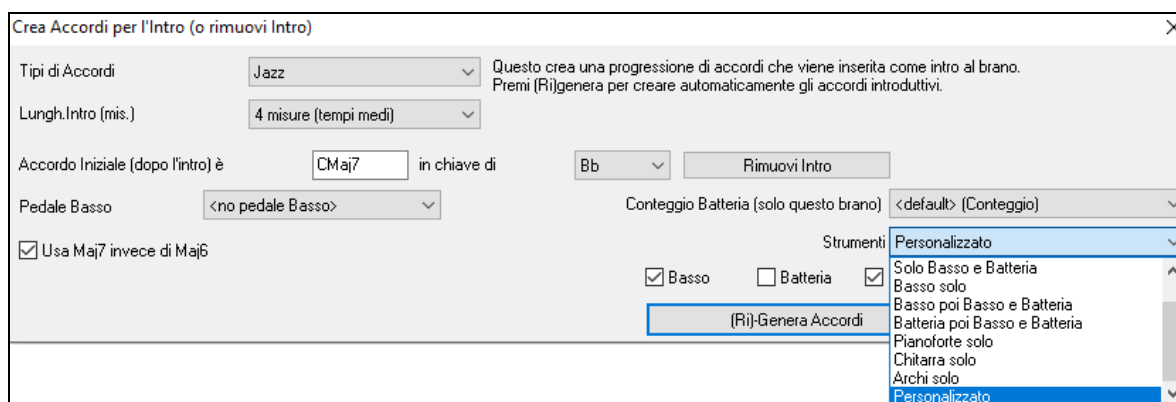 Crea Accordi per l'Intro (o rimuovi Intro)
Tipi di Accordi
Jazz
Questo crea una progressione di accordi che viene inserita come intro al brano.
Premi (Ri)genera per creare automaticamente gli accordi introduttivi.
Lungh.Intro (mis.)
4 misure (tempi medi)
Accordo Iniziale (dopo l'intro) è
CMaj7
in chiave di
Bb
Rimuovi Intro
Pedale Basso
<no pedale Basso>
Conteggio Batteria (solo questo brano)
<default> (Conteggio)
Usa Maj7 invece di Maj6
Strumenti
Personalizzato
Basso
Batteria
(Ri)-Genera Accordi
Solo Basso e Batteria
Basso solo
Basso poi Basso e Batteria
Batteria poi Basso e Batteria
Pianoforte solo
Chitarra solo
Archi solo
Personalizzato